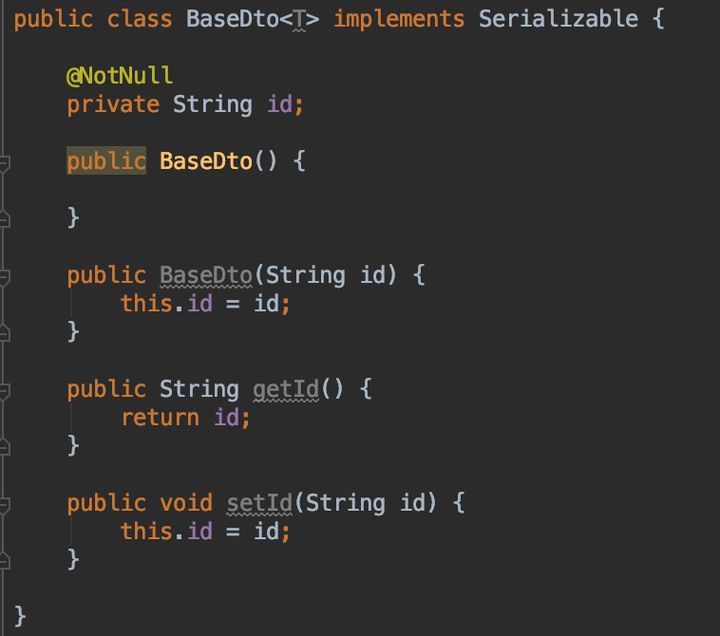 public class BaseDto<T> implements Serializable {
@NotNull
private String id;
public BaseDto() {
}
public BaseDto(String id) {
this.id = id;
}
public String getId() {
return id;
}
public void setId(String id) {
this.id = id;
}
}